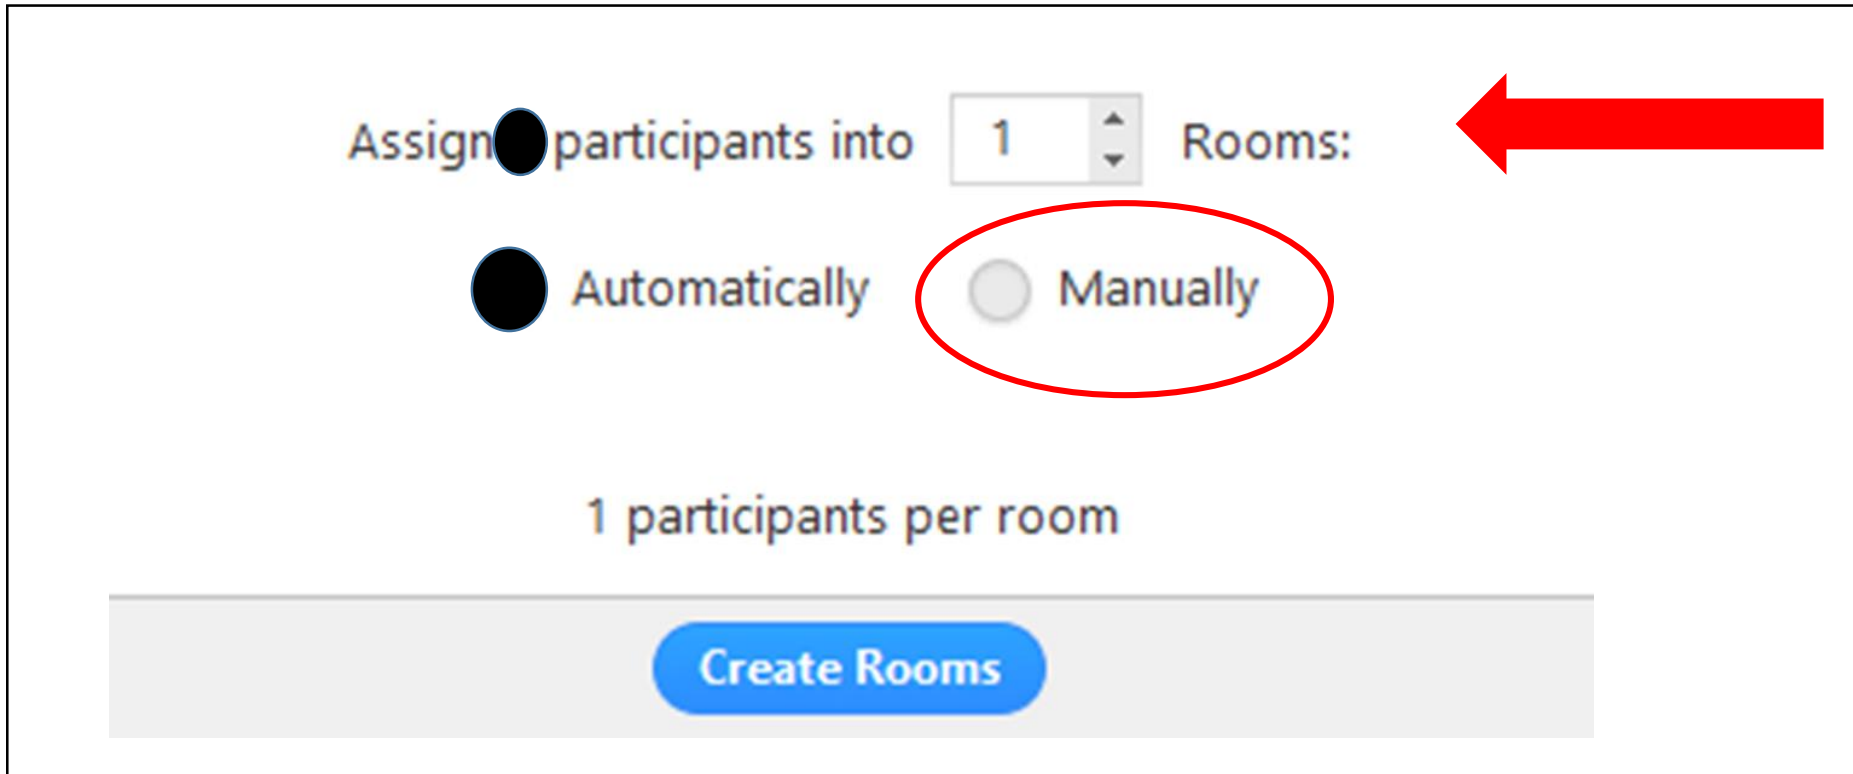 Assign participants into 1 Rooms:
Automatically Manually
1 participants per room
Create Rooms